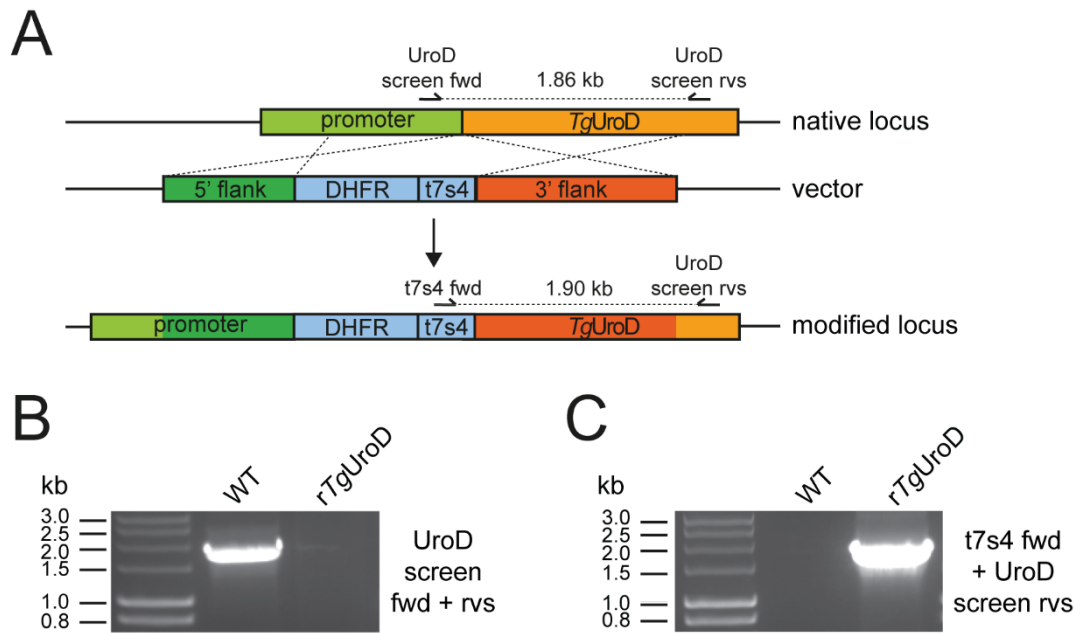 A
UroD
screen fwd
1.86 kb
UroD
screen rvs
promoter
TgUroD
native locus
5' flank
DHFR
t7s4
3' flank
vector
t7s4 fwd
1.90 kb
UroD
screen rvs
promoter
DHFR
t7s4
TgUroD
modified locus
B
kb
WT
rTgUroD
3.0
2.5
2.0
1.5
1.0
0.8
UroD
screen
fwd + rvs
C
kb
WT
rTgUroD
3.0
2.5
2.0
1.5
1.0
0.8
t7s4 fwd
+ UroD
screen rvs